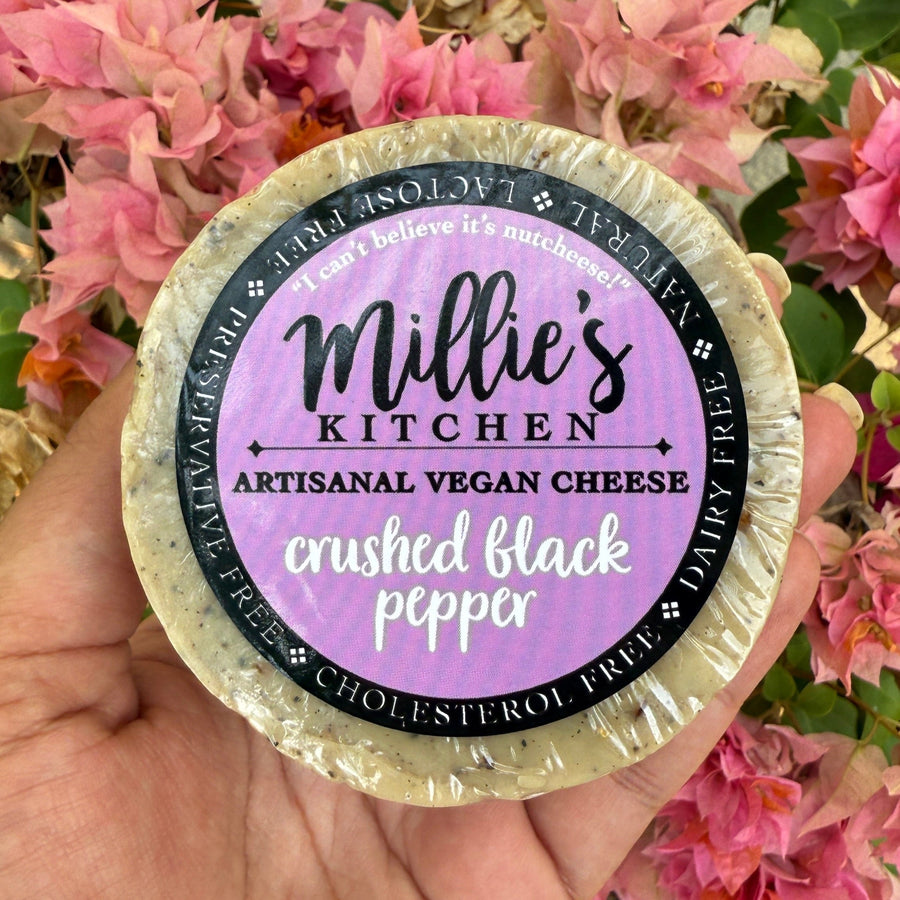 "I can't believe it's nutcheese!"
Millie's
KITCHEN
ARTISANAL VEGAN CHEESE
crushed black
pepper
LACTOSE FREE
NATURAL
DAIRY FREE
CHOLESTEROL FREE
PRESERVATIVE FREE